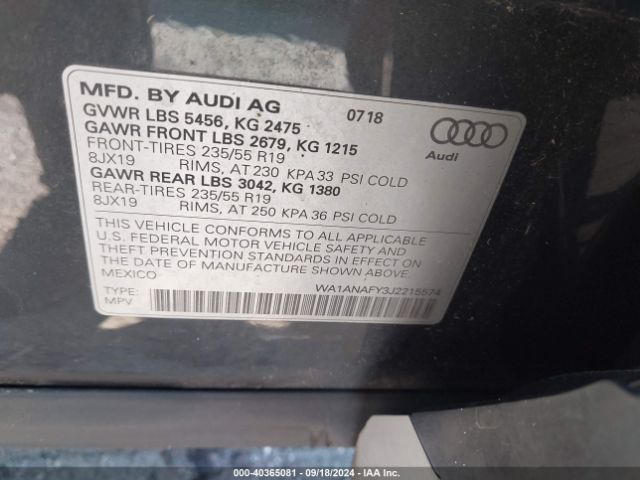 MFD. BY AUDI AG 0718
GVWR LBS 5456, KG 2475
GAWR FRONT LBS 2679, KG 1215
FRONT-TIRES 235/55 R19
8JX19 RIMS, AT 230 KPA 33 PSI COLD
GAWR REAR LBS 3042, KG 1380
REAR-TIRES 235/55 R19
8JX19 RIMS, AT 250 KPA 36 PSI COLD
Audi
THIS VEHICLE CONFORMS TO ALL APPLICABLE
U.S. FEDERAL MOTOR VEHICLE SAFETY AND
THEFT PREVENTION STANDARDS IN EFFECT ON
THE DATE OF MANUFACTURE SHOWN ABOVE.
MEXICO
TYPE: WA1ANAFY3J2215574
MPV
000-40365081 - 09/18/2024 - IAA Inc.